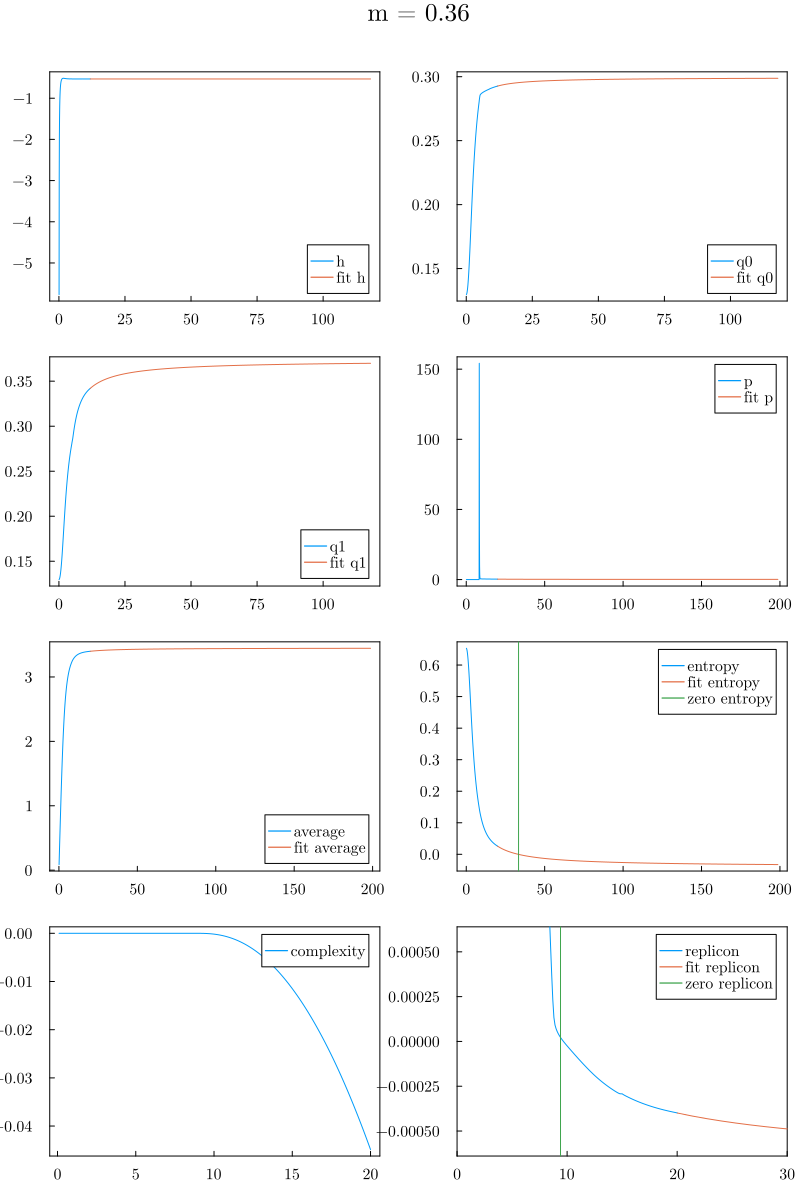 m = 0.36
−1
−2
−3
−4
−5
h
fit h
0 25 50 75 100
0.30
0.25
0.20
0.15
q0
fit q0
0 25 50 75 100
0.35
0.30
0.25
0.20
0.15
q1
fit q1
0 25 50 75 100
150
100
50
0
p
fit p
0 50 100 150 200
3
2
1
0
average
fit average
0 50 100 150 200
0.6
0.5
0.4
0.3
0.2
0.1
0.0
entropy
fit entropy
zero entropy
0 50 100 150 200
0.00
−0.01
−0.02
−0.03
−0.04
complexity
0 5 10 15 20
0.00050
0.00025
0.00000
−0.00025
−0.00050
replicon
fit replicon
zero replicon
0 10 20 30